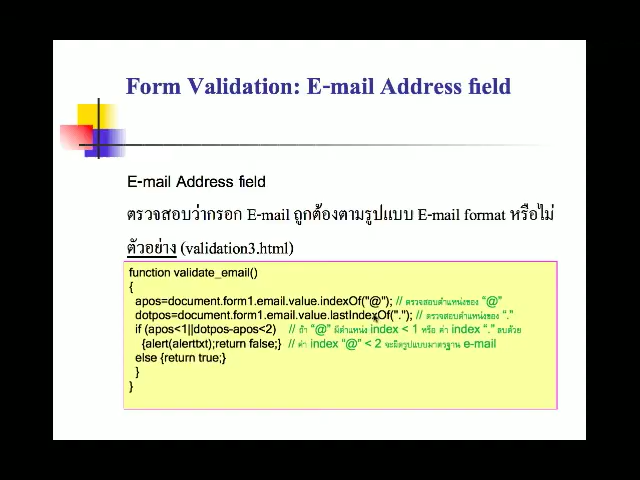 Form Validation: E-mail Address field
E-mail Address field
ตรวจสอบว่ากรอก E-mail ถูกต้องตามรูปแบบ E-mail format หรือไม่
ตัวอย่าง (validation3.html)
function validate_email()
{
apos=document.form1.email.value.indexOf("@"); // ตรวจสอบตำแหน่งของ “@”
dotpos=document.form1.email.value.lastIndexOf("."); // ตรวจสอบตำแหน่งของ “.”
if (apos<1||dotpos-apos<2) // ถ้า “@” มีตำแหน่ง index < 1 หรือ ค่า index “.” ลบด้วย
{alert(alerttxt);return false;} // ค่า index “@” < 2 จะผิดรูปแบบมาตรฐาน e-mail
else {return true;}
}
}